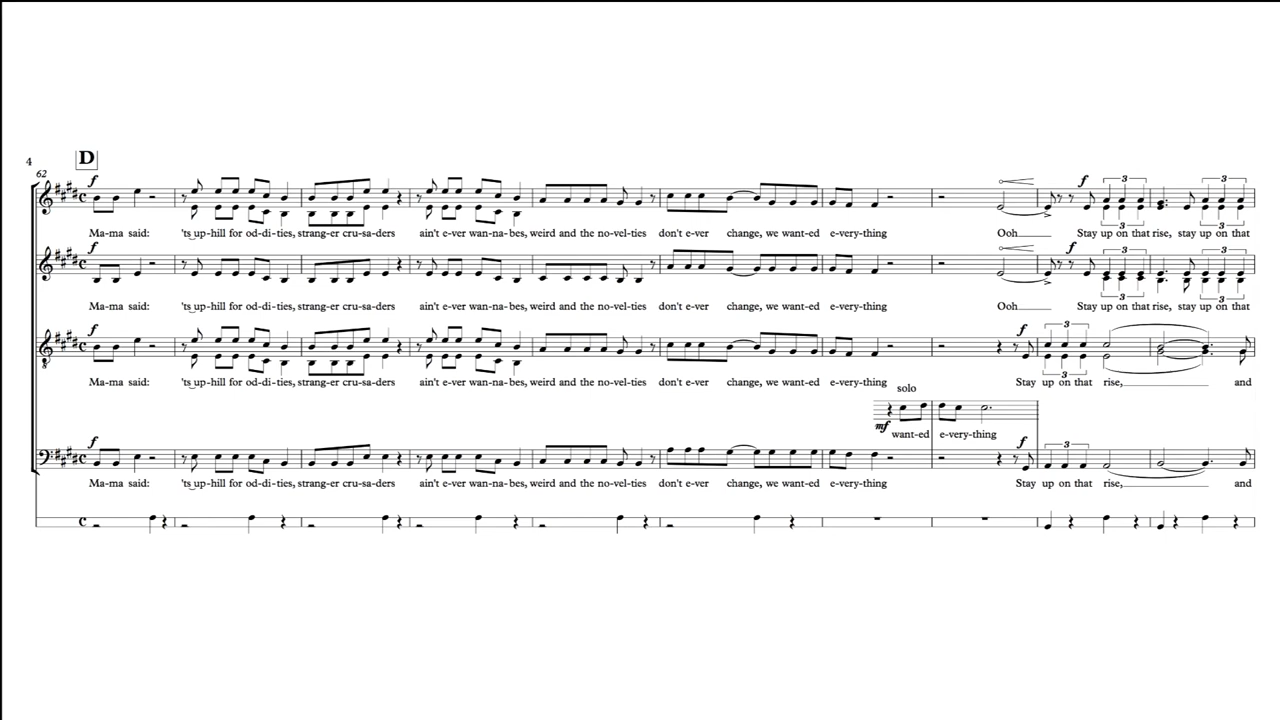 4
D
62
f
3 3
f
Ma-ma said: 'ts up-hill for od-di-ties, strang-er cru-sa-ders ain't e-ver wan-na-bes, weird and the no-vel-ties don't e-ver change, we want-ed e-very-thing Ooh Stay up on that rise, stay up on that
f
f
Ma-ma said: 'ts up-hill for od-di-ties, strang-er cru-sa-ders ain't e-ver wan-na-bes, weird and the no-vel-ties don't e-ver change, we want-ed e-very-thing Ooh Stay up on that rise, stay up on that
3 3
f f 3
8
3
Ma-ma said: 'ts up-hill for od-di-ties, strang-er cru-sa-ders ain't e-ver wan-na-bes, weird and the no-vel-ties don't e-ver change, we want-ed e-very-thing Stay up on that rise, and
solo
mf want-ed e-very-thing
f f 3
Ma-ma said: 'ts up-hill for od-di-ties, strang-er cru-sa-ders ain't e-ver wan-na-bes, weird and the no-vel-ties don't e-ver change, we want-ed e-very-thing Stay up on that rise, and